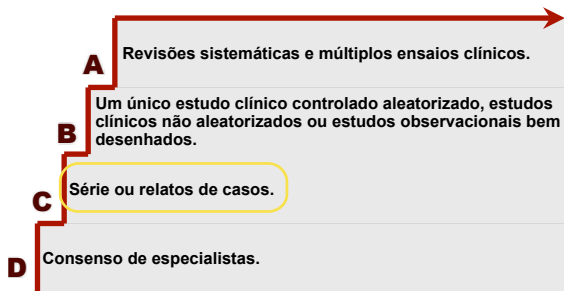 A
Revisões sistemáticas e múltiplos ensaios clínicos.
B
Um único estudo clínico controlado aleatorizado, estudos
clínicos não aleatorizados ou estudos observacionais bem
desenhados.
C
Série ou relatos de casos.
D
Consenso de especialistas.